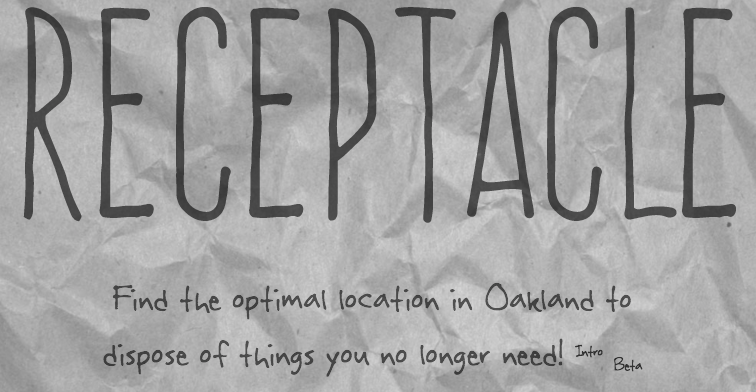 RECEPTACLE
Find the optimal location in Oakland to
dispose of things you no longer need! Intro Beta